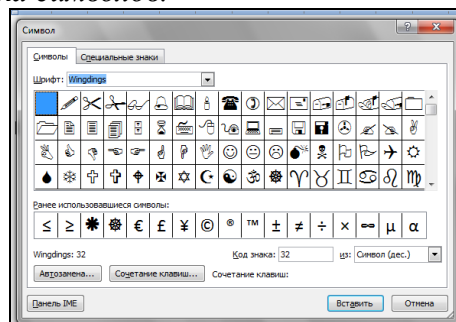 Символ
Символы Специальные знаки
Шрифт: Wingdings
Ранее использовавшиеся символы:
≤ ≥ € £ ¥ © ® ™ ± ≠ ÷ × ∞ µ α
Wingdings: 32 Код знака: 32 из: Символ (дес.)
Автозамена... Сочетание клавиш... Сочетание клавиш:
Панель IME Вставить Отмена